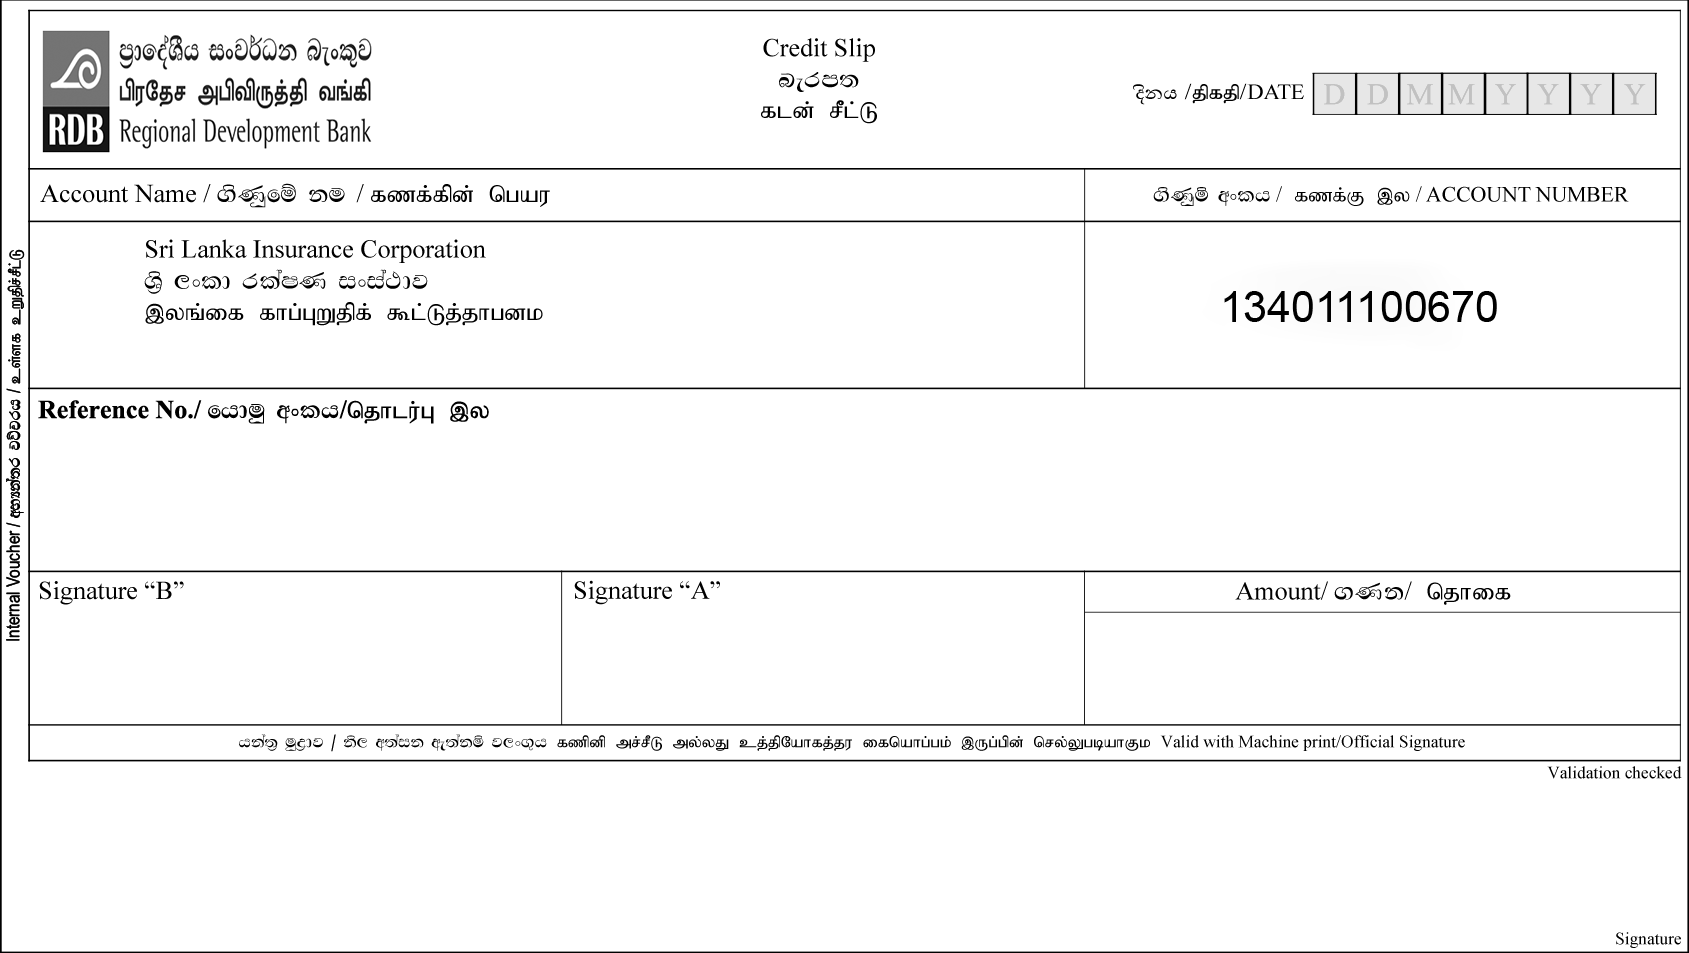 ප්‍රාදේශීය සංවර්ධන බැංකුව
பிரதேச அபிவிருத்தி வங்கி
RDB Regional Development Bank
Credit Slip
බැරපත
கடன் சீட்டு
දිනය /திகதி/DATE D D M M Y Y Y Y
Account Name / ගිණුමේ නම / கணக்கின் பெயர
ගිණුම් අංකය / கணக்கு இல / ACCOUNT NUMBER
Sri Lanka Insurance Corporation
ශ්‍රී ලංකා රක්ෂණ සංස්ථාව
இலங்கை காப்புறுதிக் கூட்டுத்தாபனம
134011100670
Reference No./ යොමු අංකය/தொடர்பு இல
Signature “B”
Signature “A”
Amount/ ගණන/ தொகை
යන්ත්‍ර මුද්‍රාව / නිල අත්සන ඇත්නම් වලංගුය கணினி அச்சீடு அல்லது உத்தியோகத்தர கையொப்பம் இருப்பின் செல்லுபடியாகும Valid with Machine print/Official Signature
Validation checked
Signature
Internal Voucher / අභ්‍යන්තර වව්චරය / உள்ளக உறுதிச்சீட்டு